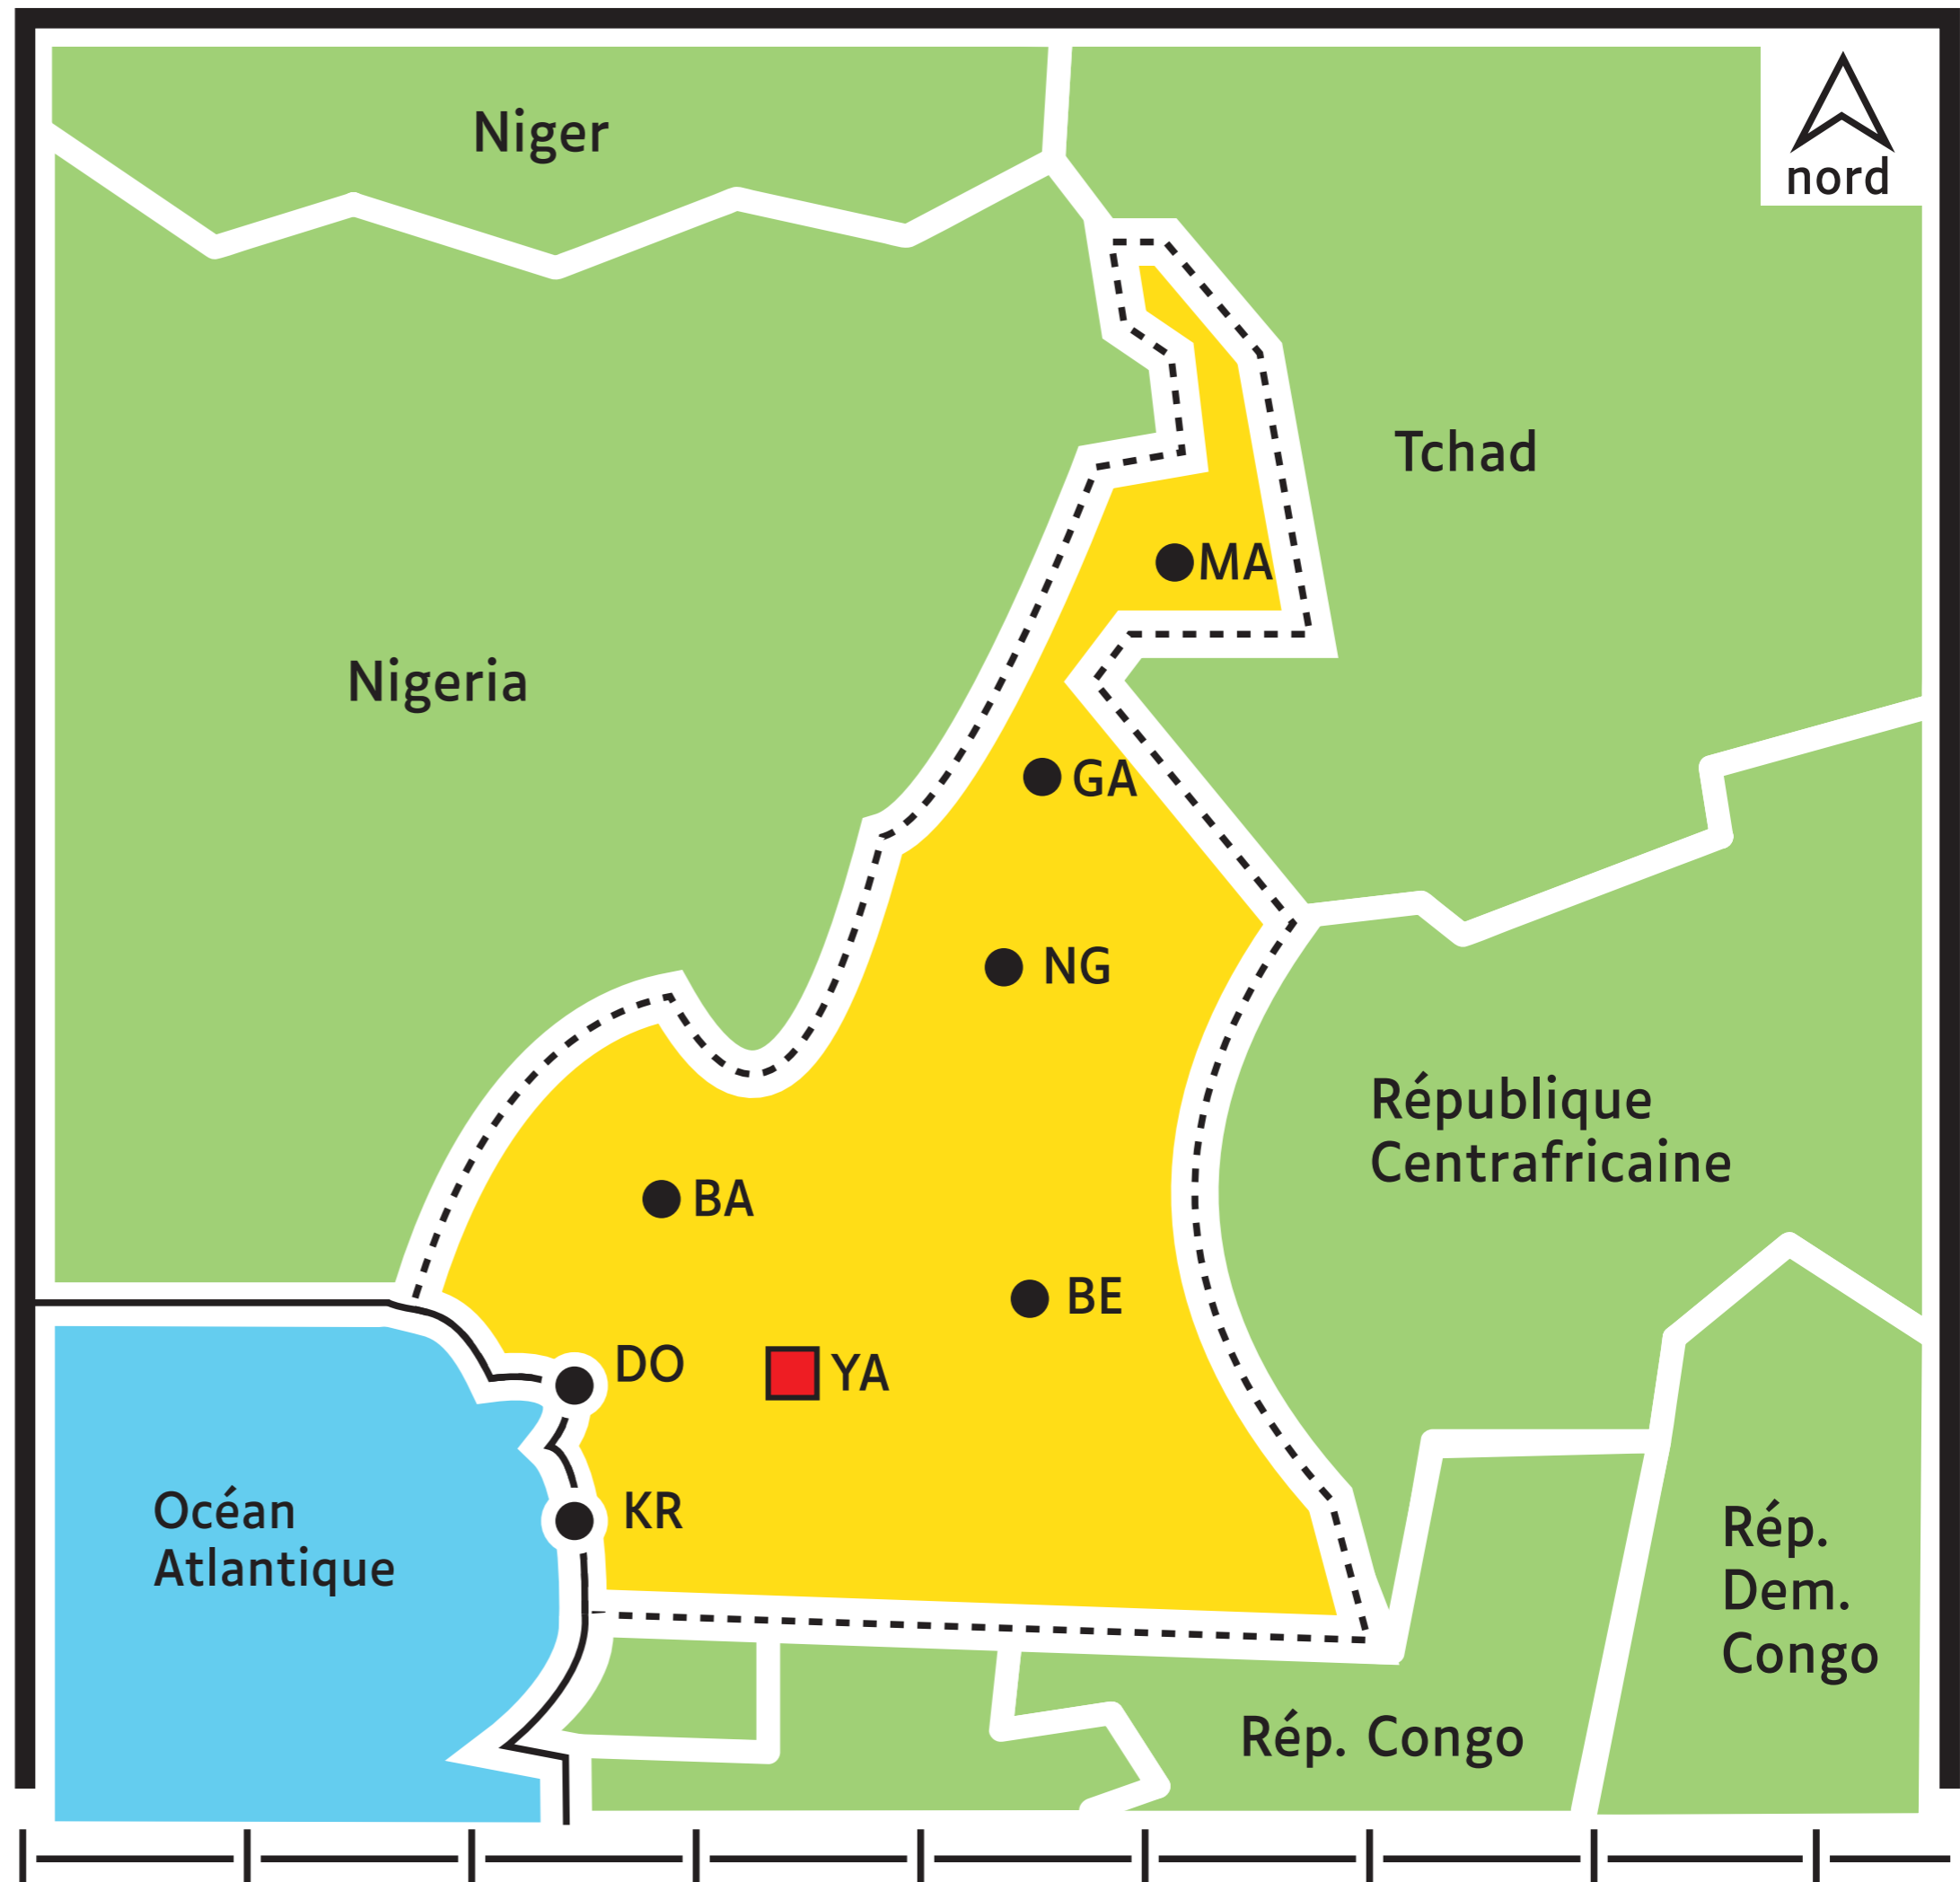 Niger
nord
Tchad
MA
Nigeria
GA
NG
République
Centrafricaine
BA
BE
DO
YA
Océan
Atlantique
KR
Rép.
Dem.
Congo
Rép. Congo